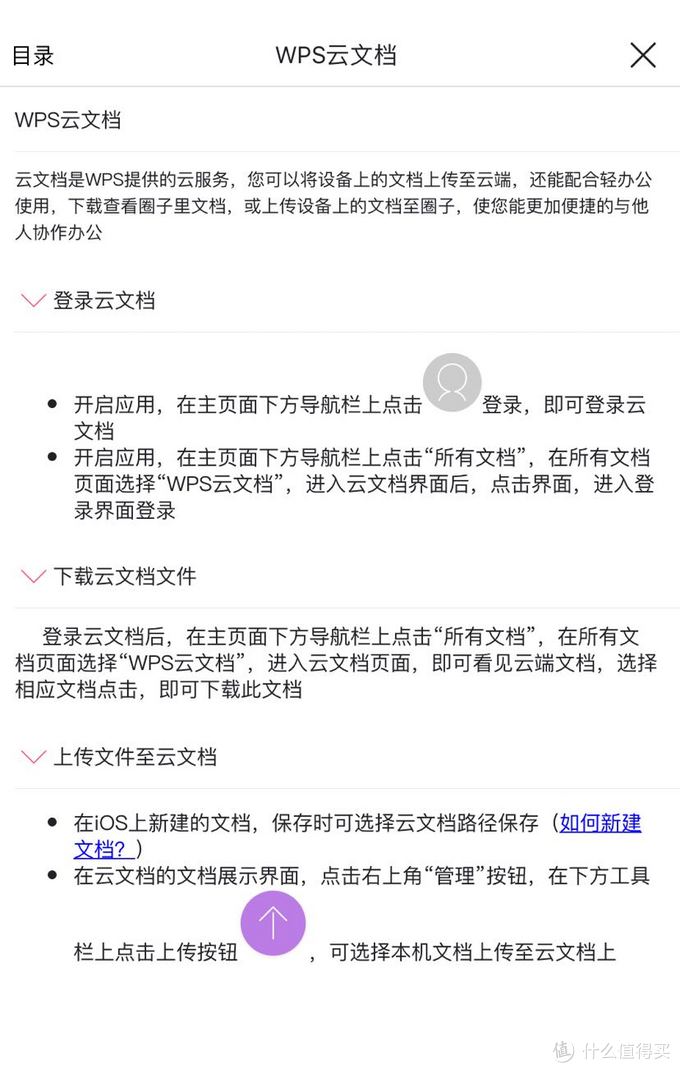 目录
WPS云文档
WPS云文档
云文档是WPS提供的云服务，您可以将设备上的文档上传至云端，还能配合轻办公
使用，下载查看圈子里文档，或上传设备上的文档至圈子，使您能更加便捷的与他
人协作办公
登录云文档
开启应用，在主页面下方导航栏上点击 登录，即可登录云
文档
开启应用，在主页面下方导航栏上点击“所有文档”，在所有文档
页面选择“WPS云文档”，进入云文档界面后，点击界面，进入登
录界面登录
下载云文档文件
登录云文档后，在主页面下方导航栏上点击“所有文档”，在所有文
档页面选择“WPS云文档”，进入云文档页面，即可看见云端文档，选择
相应文档点击，即可下载此文档
上传文件至云文档
在iOS上新建的文档，保存时可选择云文档路径保存（如何新建
文档？）
在云文档的文档展示界面，点击右上角“管理”按钮，在下方工具
栏上点击上传按钮 ，可选择本机文档上传至云文档上
值 什么值得买